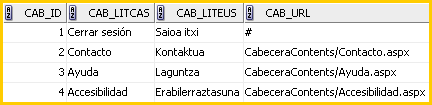 CAB_ID CAB_LITCAS CAB_LITEUS CAB_URL
1 Cerrar sesión Saioa itxi #
2 Contacto Kontaktua CabeceraContents/Contacto.aspx
3 Ayuda Laguntza CabeceraContents/Ayuda.aspx
4 Accesibilidad Erabilerraztasuna CabeceraContents/Accesibilidad.aspx